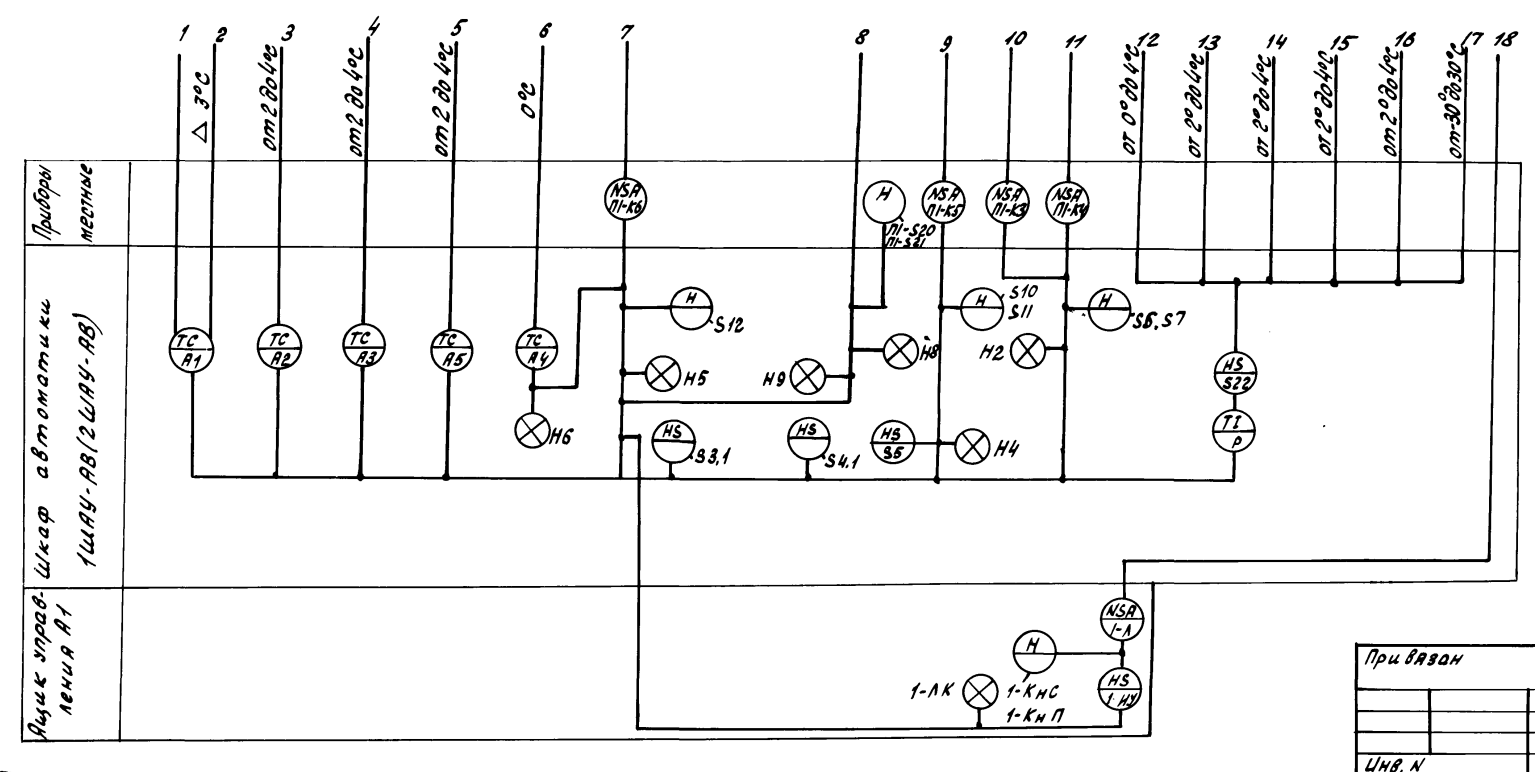 1 2 3 4 5 6 7 8 9 10 11 12 13 14 15 16 17 18
Δ 3°С
от 2 до 4°С
от 2 до 4°С
от 2 до 4°С
0°С
от 0° до 4°С
от 2° до 4°С
от 2° до 4°С
от 2° до 4°С
от 2° до 4°С
от -30° до 30°С
Приборы
местные
NSA
П1-К6
H
П1-S20
П1-S21
NSA
П1-К5
NSA
П1-К3
NSA
П1-К4
Шкаф автоматики
1ШАУ-АВ(2ШАУ-АВ)
TC
A1
TC
A2
TC
A3
TC
A5
TC
A4
H6
H
S12
H5
H9
H8
H
S10
S11
H2
H
S6, S7
HS
S3.1
HS
S4.1
HS
S5
H4
HS
S22
TI
P
Ящик управ-
ления А1
NSA
1-Л
H
1-КнС
1-КнП
1-ЛК
HS
1-ИУ
Привязан
Инв. N